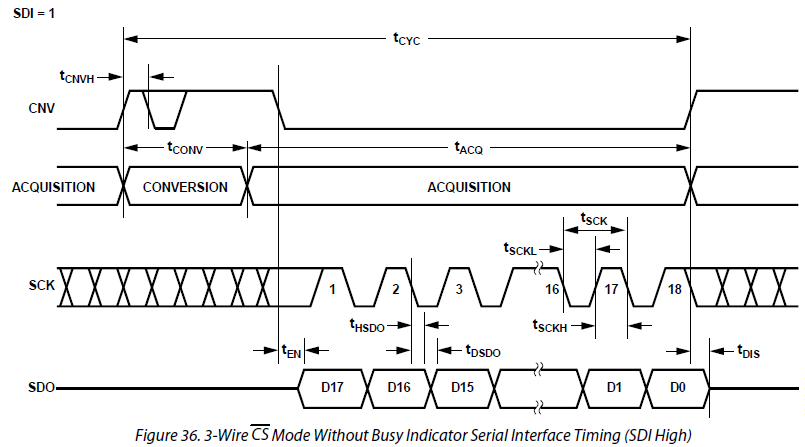 SDI = 1
tCYC
tCNVH
CNV
tCONV
tACQ
ACQUISITION CONVERSION ACQUISITION
tSCK
tSCKL
SCK 1 2 3 16 17 18
tHSDO tSCKH
tEN tDSDO tDIS
SDO D17 D16 D15 D1 D0
Figure 36. 3-Wire CS Mode Without Busy Indicator Serial Interface Timing (SDI High)